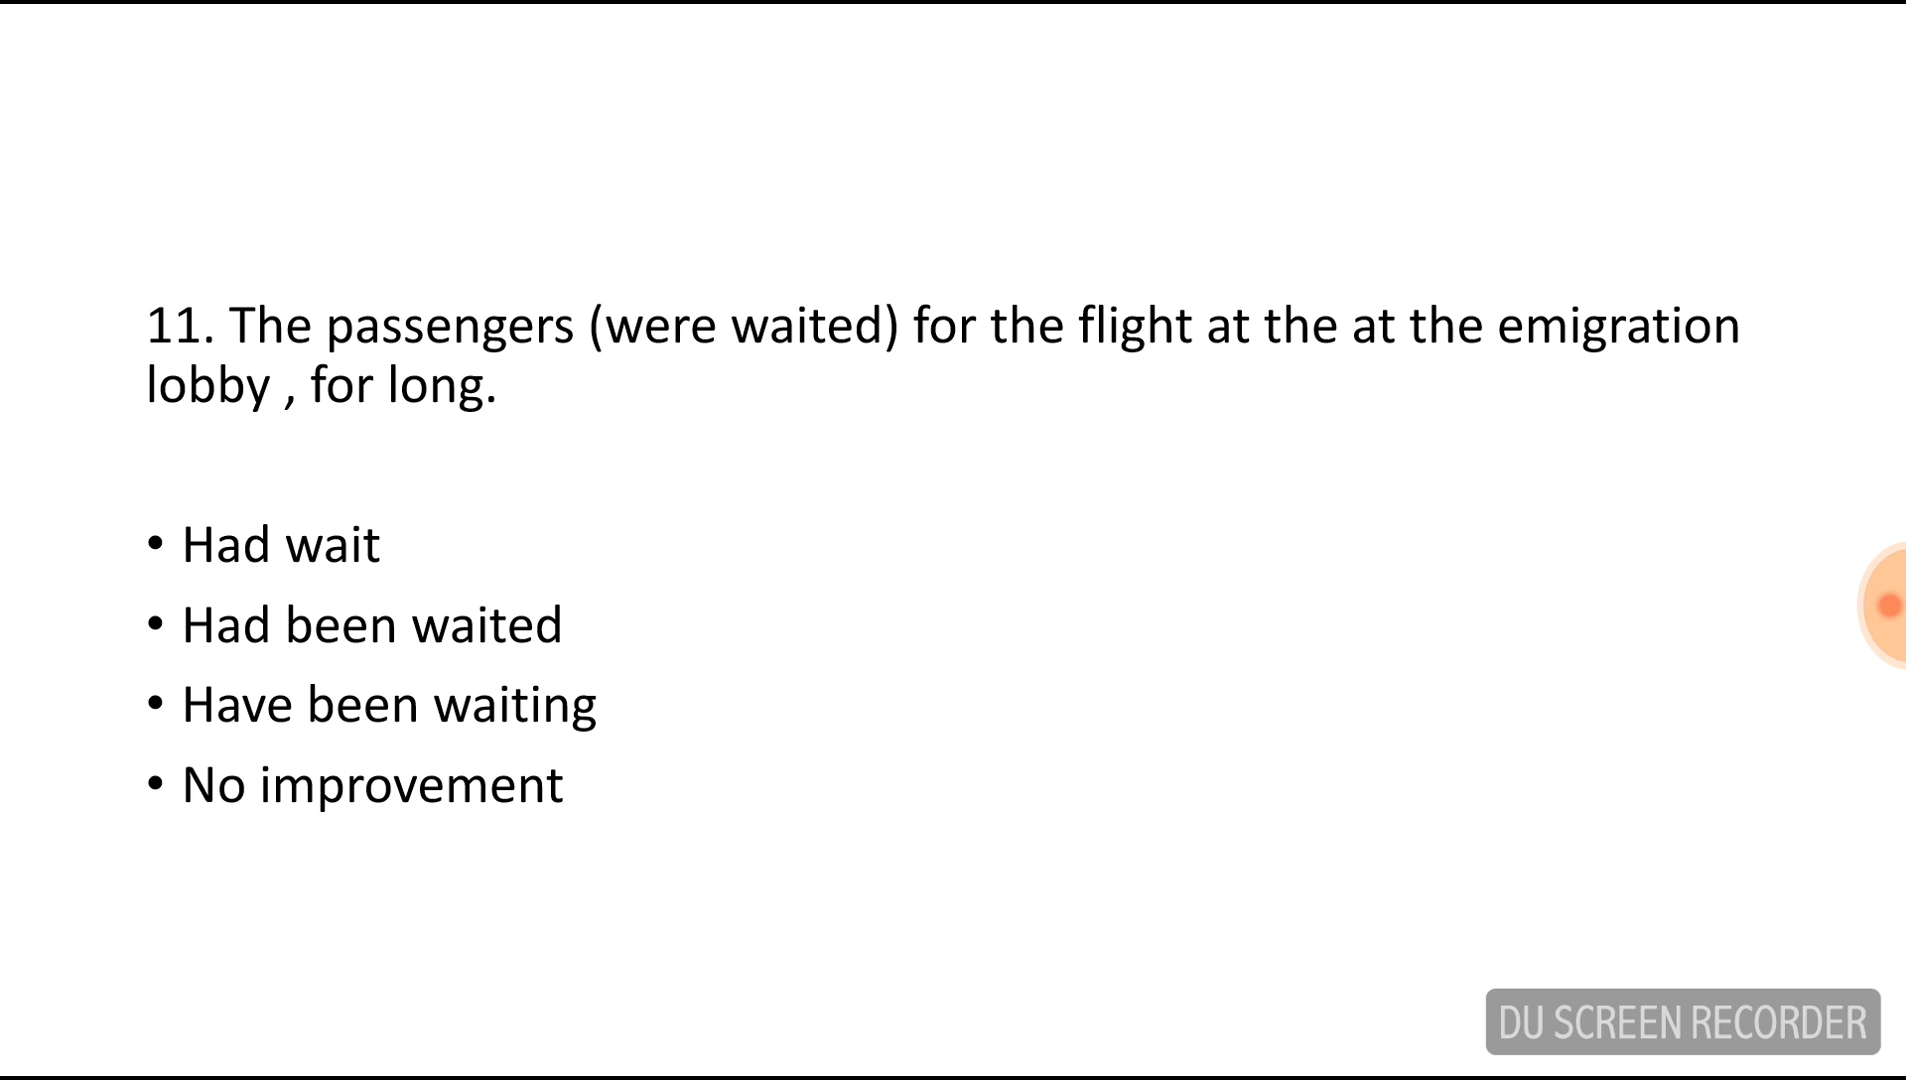 11. The passengers (were waited) for the flight at the at the emigration
lobby , for long.
• Had wait
• Had been waited
• Have been waiting
• No improvement
DU SCREEN RECORDER